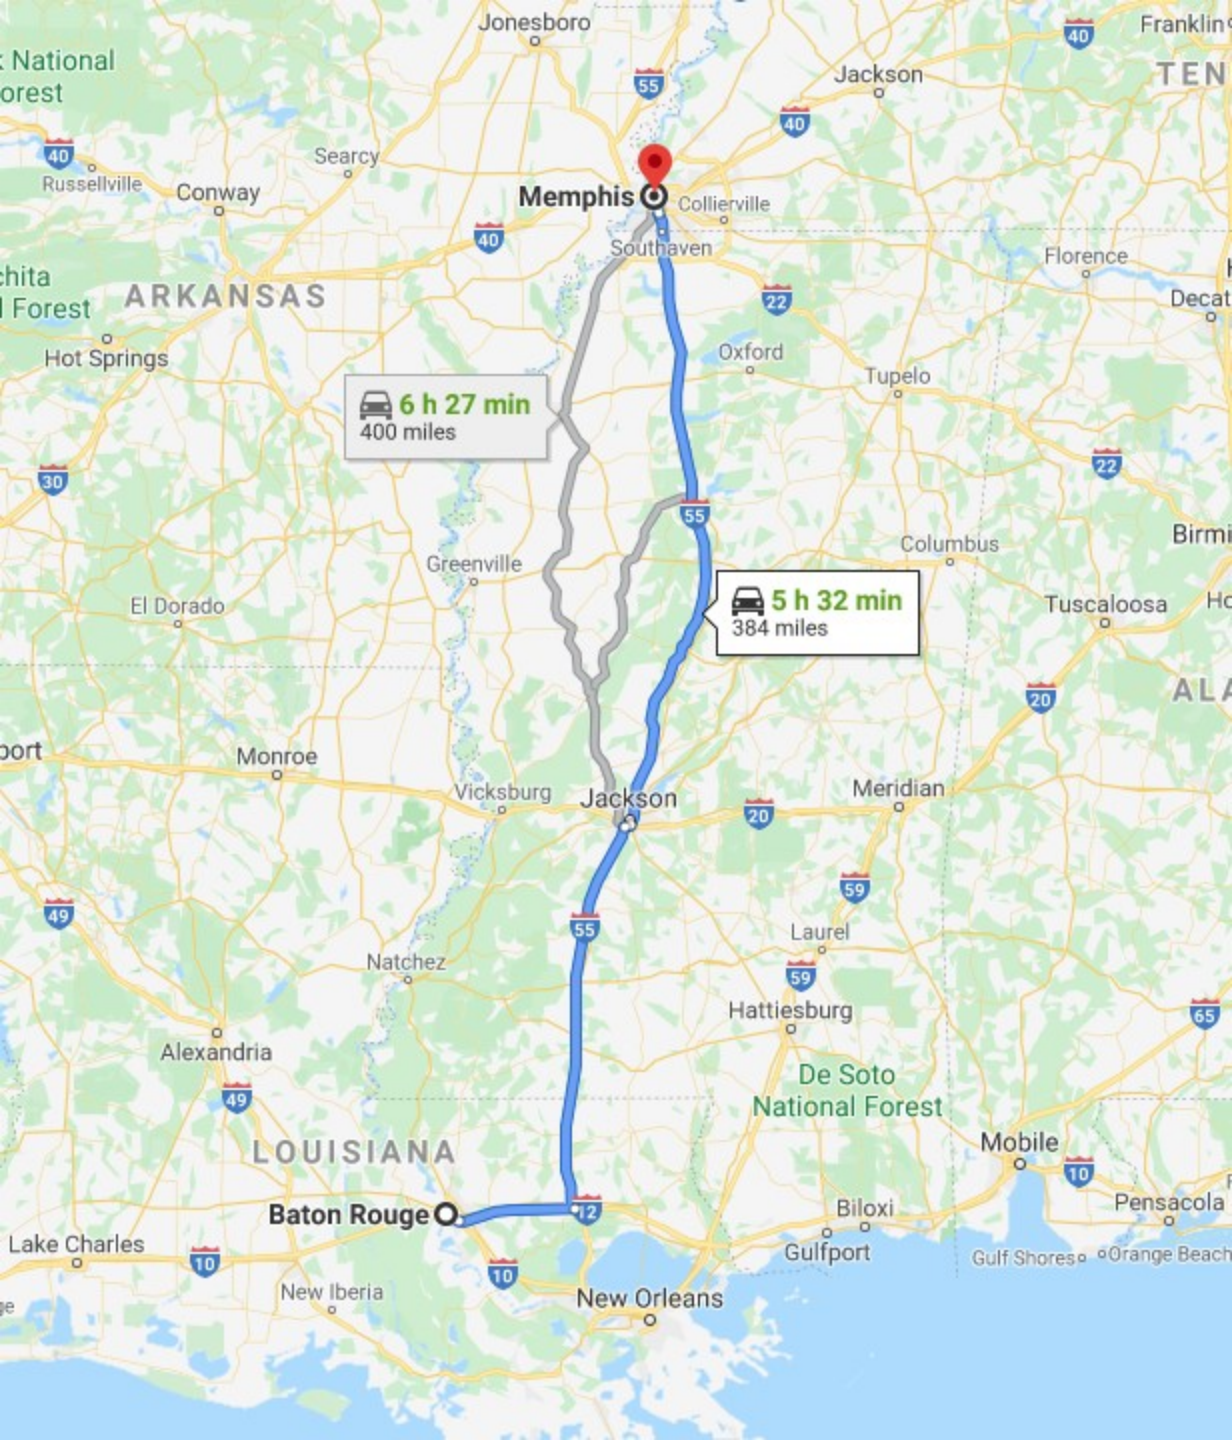 Jonesboro
Franklin
40
k National
orest
55
Jackson
TEN
40
40
Searcy
Russellville
Conway
Memphis
Collierville
40
Southaven
Florence
chita
l Forest
ARKANSAS
22
Decat
Hot Springs
Oxford
Tupelo
6 h 27 min
400 miles
30
22
55
Birmi
Columbus
Greenville
5 h 32 min
384 miles
El Dorado
Tuscaloosa
Ho
20
ALA
port
Monroe
Vicksburg
Jackson
Meridian
20
59
49
55
Laurel
Natchez
59
Hattiesburg
65
Alexandria
De Soto
National Forest
49
LOUISIANA
Mobile
10
Baton Rouge
12
Biloxi
Pensacola
Lake Charles
10
10
Gulfport
Gulf Shores
Orange Beach
New Iberia
New Orleans
ge